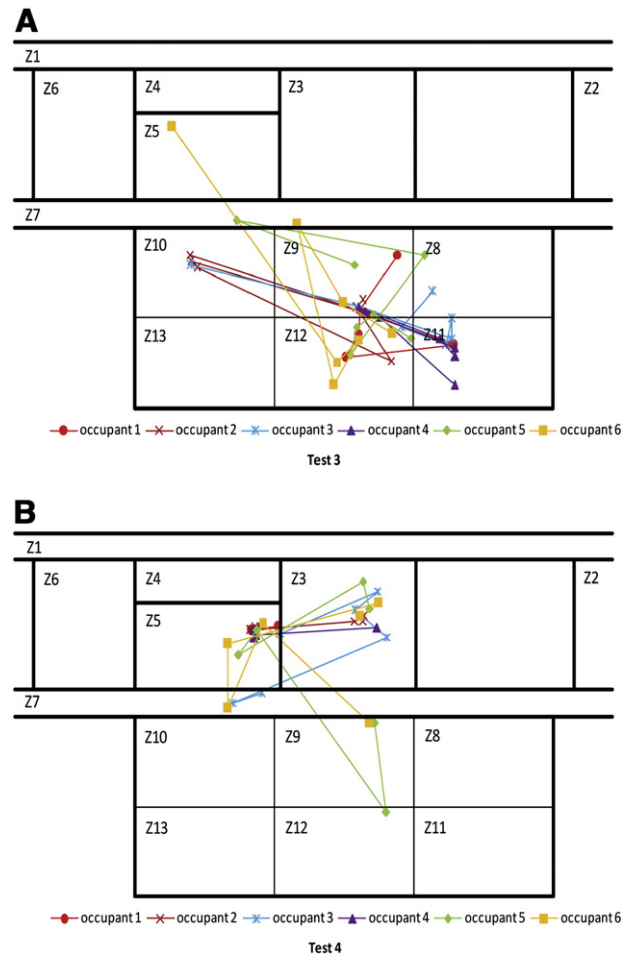 A
Z1
Z6 Z4 Z3 Z2
Z5
Z7
Z10 Z9 Z8
Z13 Z12 Z11
occupant 1 occupant 2 occupant 3 occupant 4 occupant 5 occupant 6
Test 3
B
Z1
Z6 Z4 Z3 Z2
Z5
Z7
Z10 Z9 Z8
Z13 Z12 Z11
occupant 1 occupant 2 occupant 3 occupant 4 occupant 5 occupant 6
Test 4